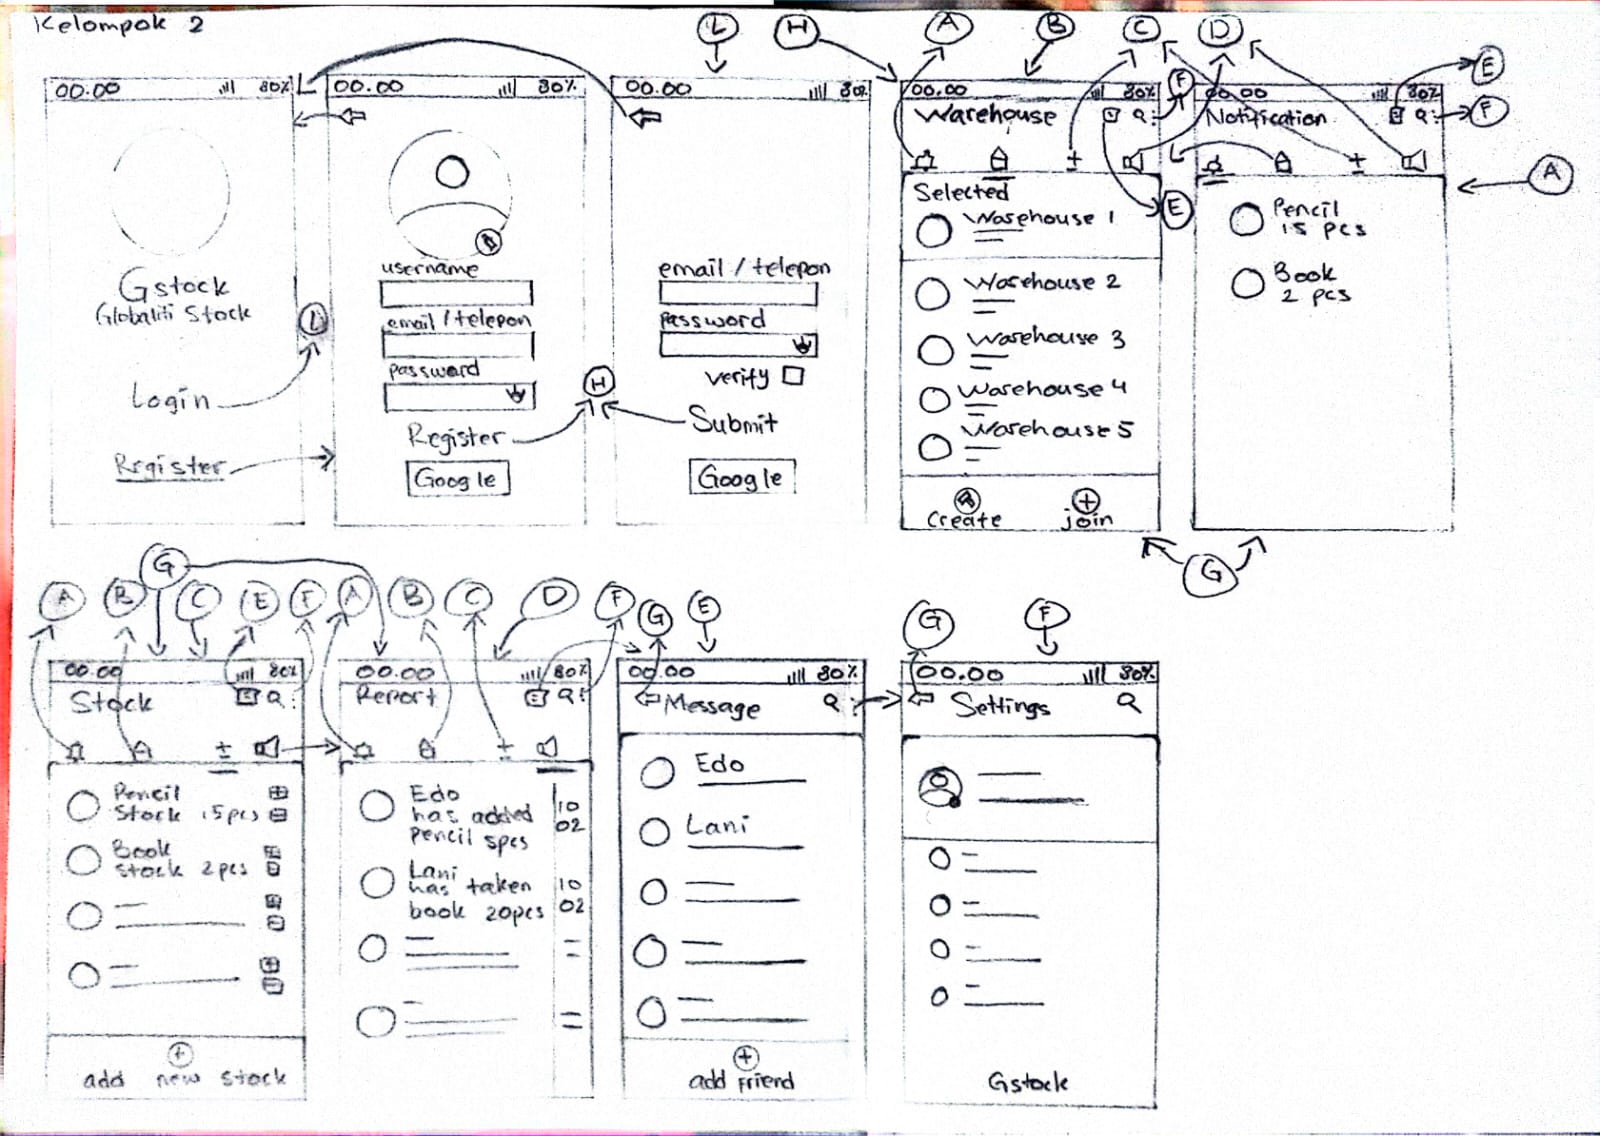 Kelompok 2
L
H
A
B
C
D
E
F
F
A
E
00.00 80%
Gstock
Globaliti Stock
Login
Register
L
00.00 80%
username
email / telepon
password
Register
Google
H
00.00 80%
email / telepon
password
verify
Submit
Google
00.00 80%
Warehouse
Selected
Warehouse 1
Warehouse 2
Warehouse 3
Warehouse 4
Warehouse 5
Create
join
00.00 80%
Notification
Pencil
15 pcs
Book
2 pcs
G
G
A
B
C
E
F
A
B
C
D
F
G
E
G
F
00.00 80%
Stock
Pencil
Stock 15pcs
Book
stock 2pcs
add new stock
00.00 80%
Report
Edo
has added
pencil 5pcs
10
02
Lani
has taken
book 20pcs
10
02
00.00 80%
Message
Edo
Lani
add Friend
00.00 80%
Settings
Gstock